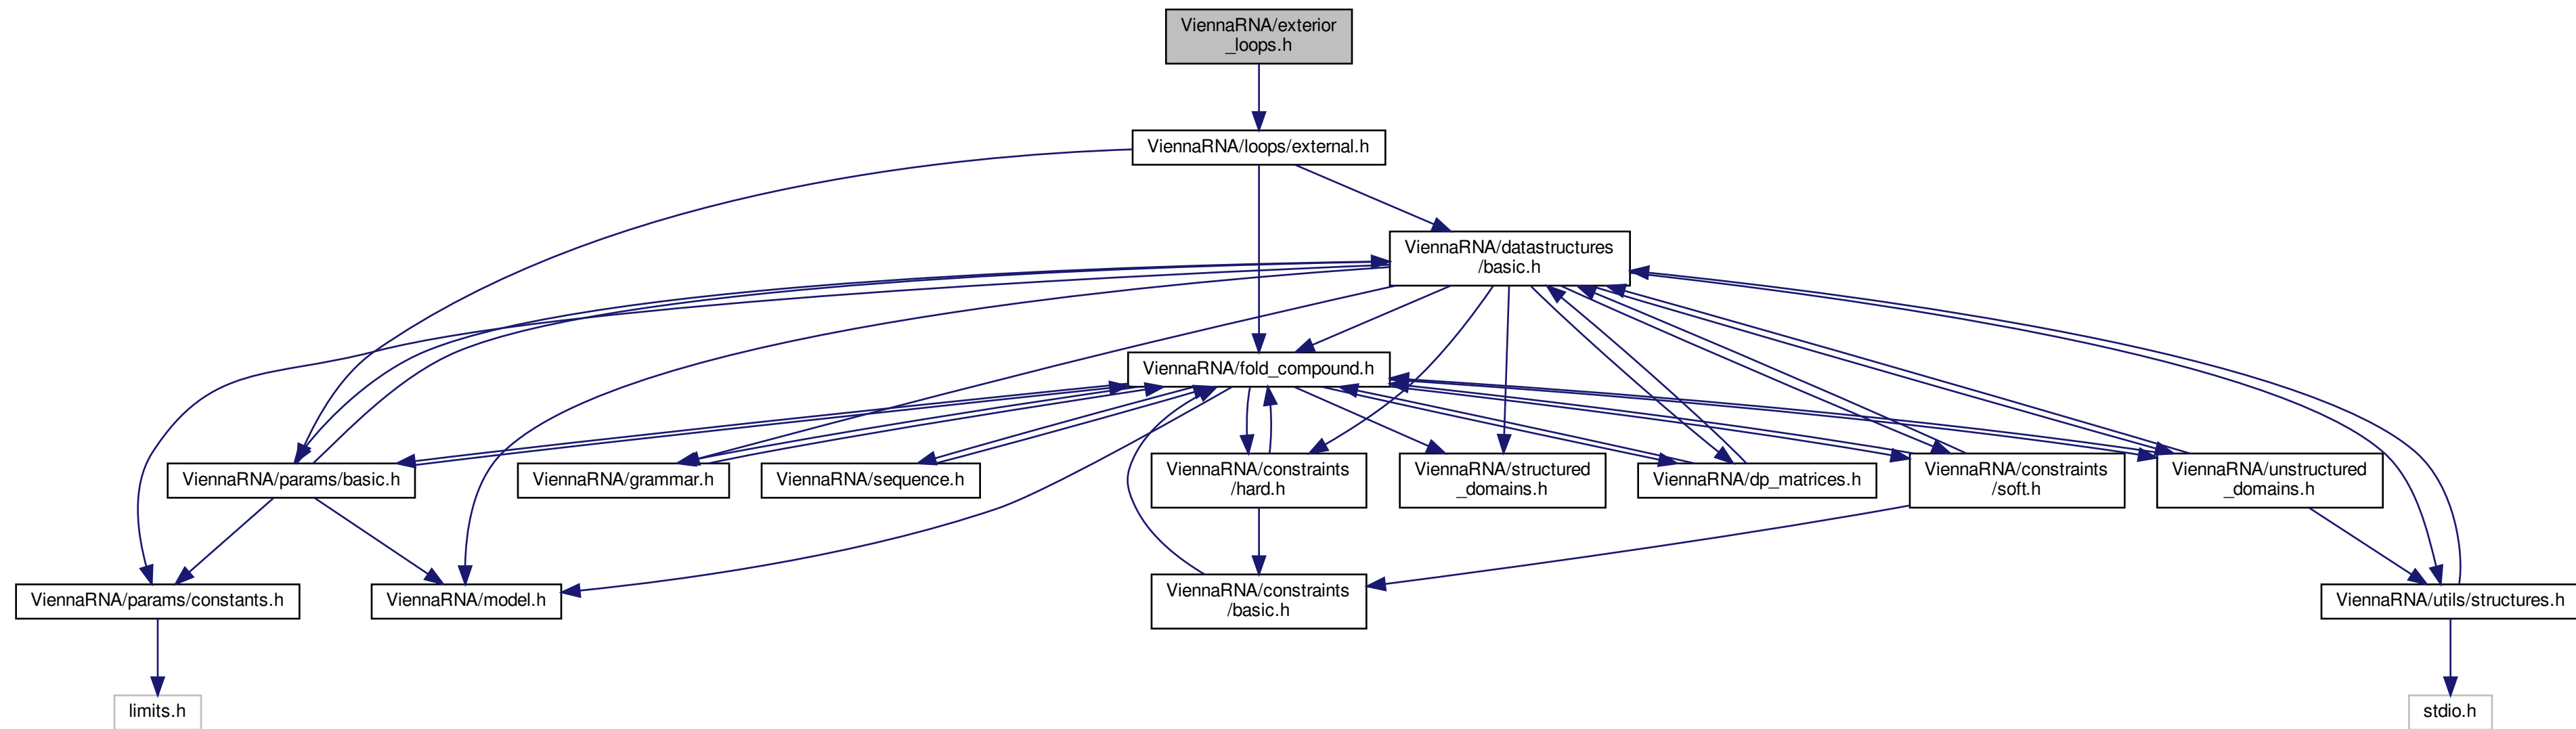 ViennaRNA/exterior
_loops.h
ViennaRNA/loops/external.h
ViennaRNA/datastructures
/basic.h
ViennaRNA/fold_compound.h
ViennaRNA/params/basic.h
ViennaRNA/grammar.h
ViennaRNA/sequence.h
ViennaRNA/constraints
/hard.h
ViennaRNA/structured
_domains.h
ViennaRNA/dp_matrices.h
ViennaRNA/constraints
/soft.h
ViennaRNA/unstructured
_domains.h
ViennaRNA/params/constants.h
ViennaRNA/model.h
ViennaRNA/constraints
/basic.h
ViennaRNA/utils/structures.h
limits.h
stdio.h